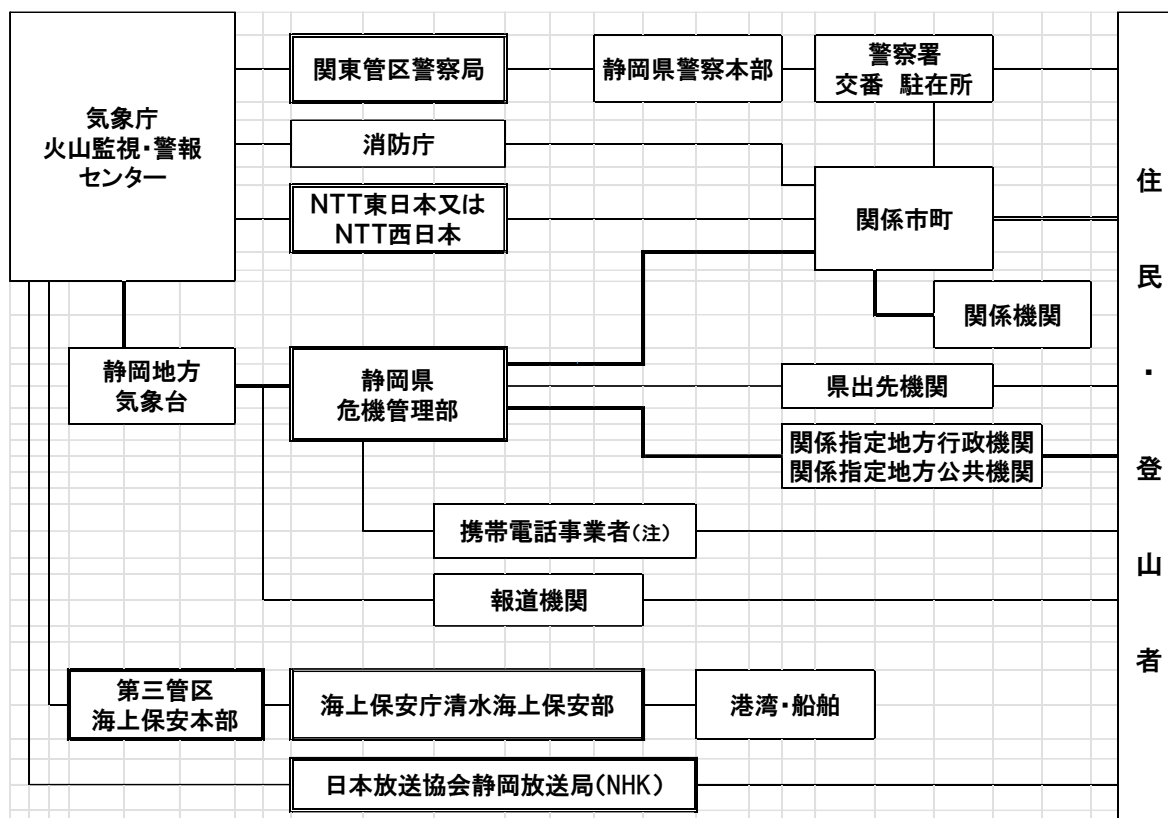 気象庁
火山監視・警報
センター
関東管区警察局
静岡県警察本部
警察署
交番 駐在所
消防庁
NTT東日本又は
NTT西日本
関係市町
関係機関
静岡地方
気象台
静岡県
危機管理部
県出先機関
関係指定地方行政機関
関係指定地方公共機関
携帯電話事業者(注)
報道機関
第三管区
海上保安本部
海上保安庁清水海上保安部
港湾・船舶
日本放送協会静岡放送局(NHK)
住民・登山者